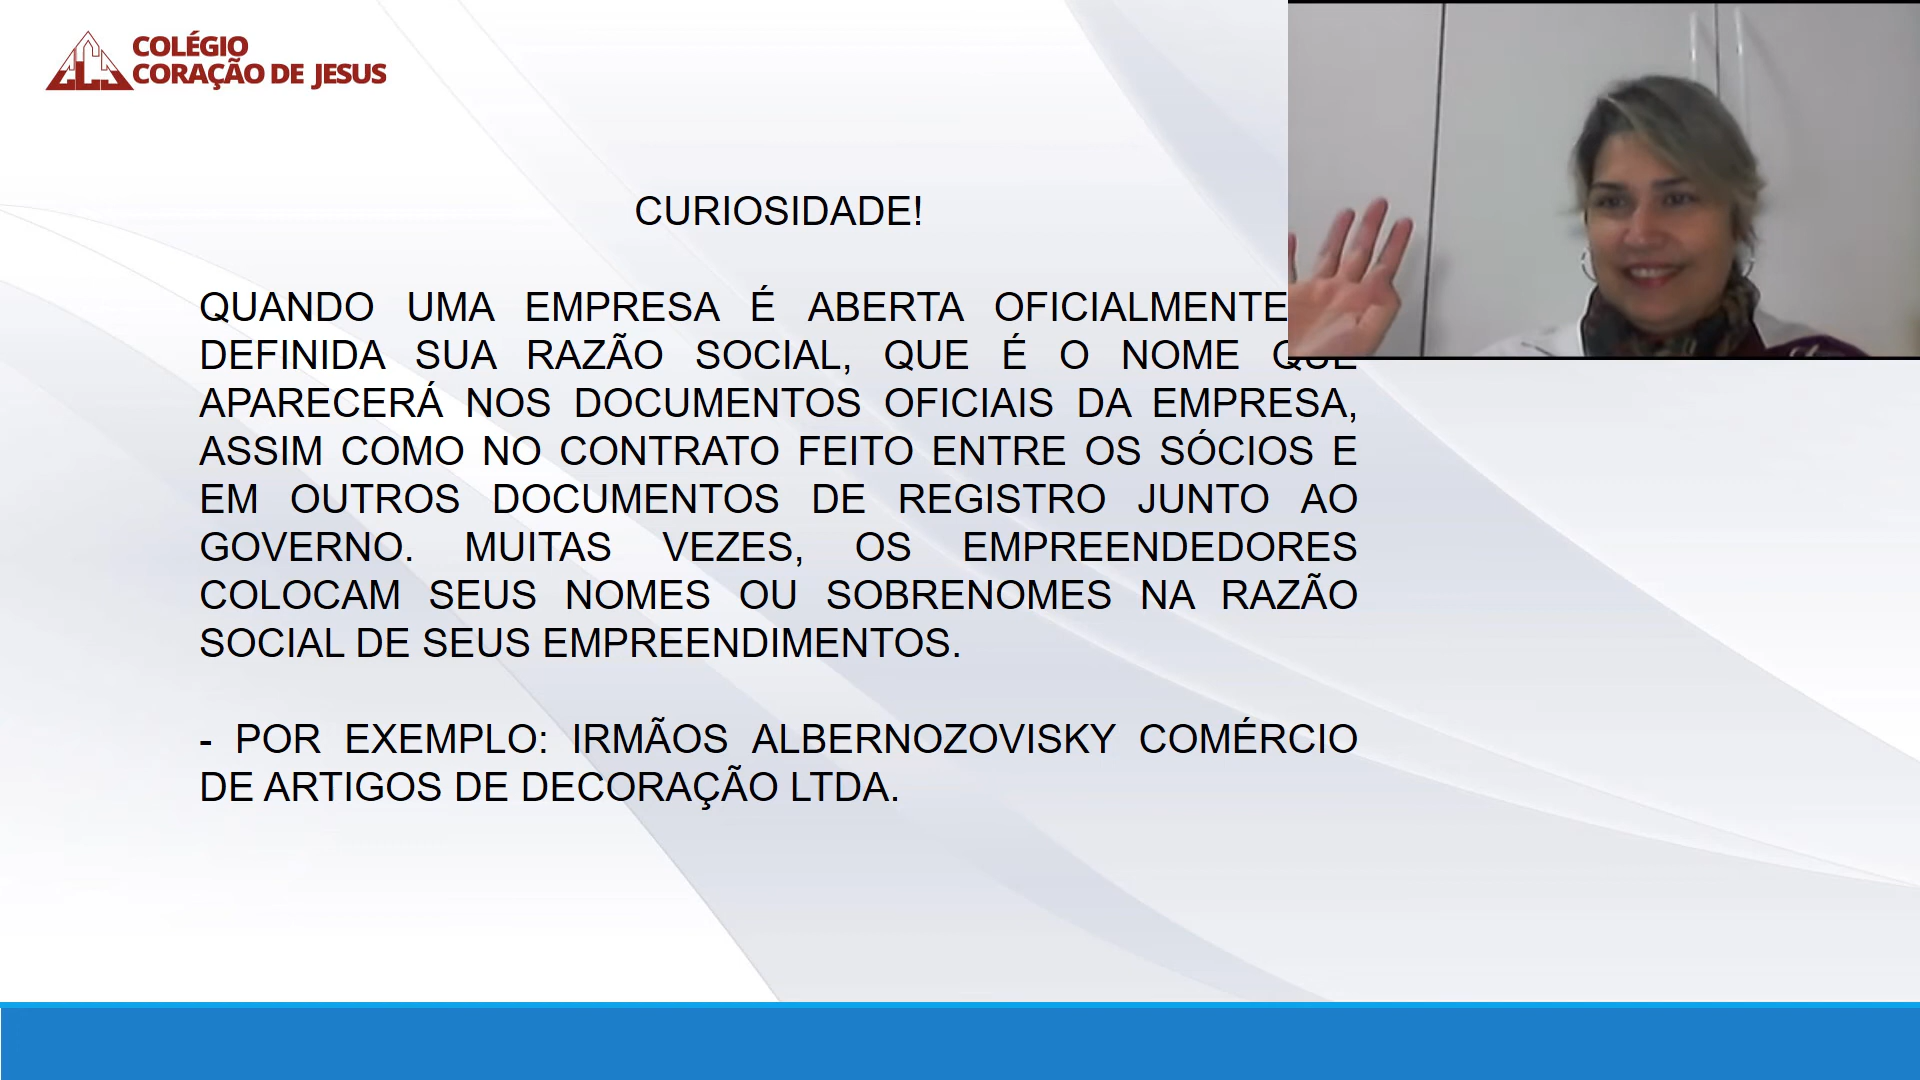 COLÉGIO
CORAÇÃO DE JESUS
CURIOSIDADE!
QUANDO UMA EMPRESA É ABERTA OFICIALMENTE
DEFINIDA SUA RAZÃO SOCIAL, QUE É O NOME QUE
APARECERÁ NOS DOCUMENTOS OFICIAIS DA EMPRESA,
ASSIM COMO NO CONTRATO FEITO ENTRE OS SÓCIOS E
EM OUTROS DOCUMENTOS DE REGISTRO JUNTO AO
GOVERNO. MUITAS VEZES, OS EMPREENDEDORES
COLOCAM SEUS NOMES OU SOBRENOMES NA RAZÃO
SOCIAL DE SEUS EMPREENDIMENTOS.
- POR EXEMPLO: IRMÃOS ALBERNOZOVISKY COMÉRCIO
DE ARTIGOS DE DECORAÇÃO LTDA.